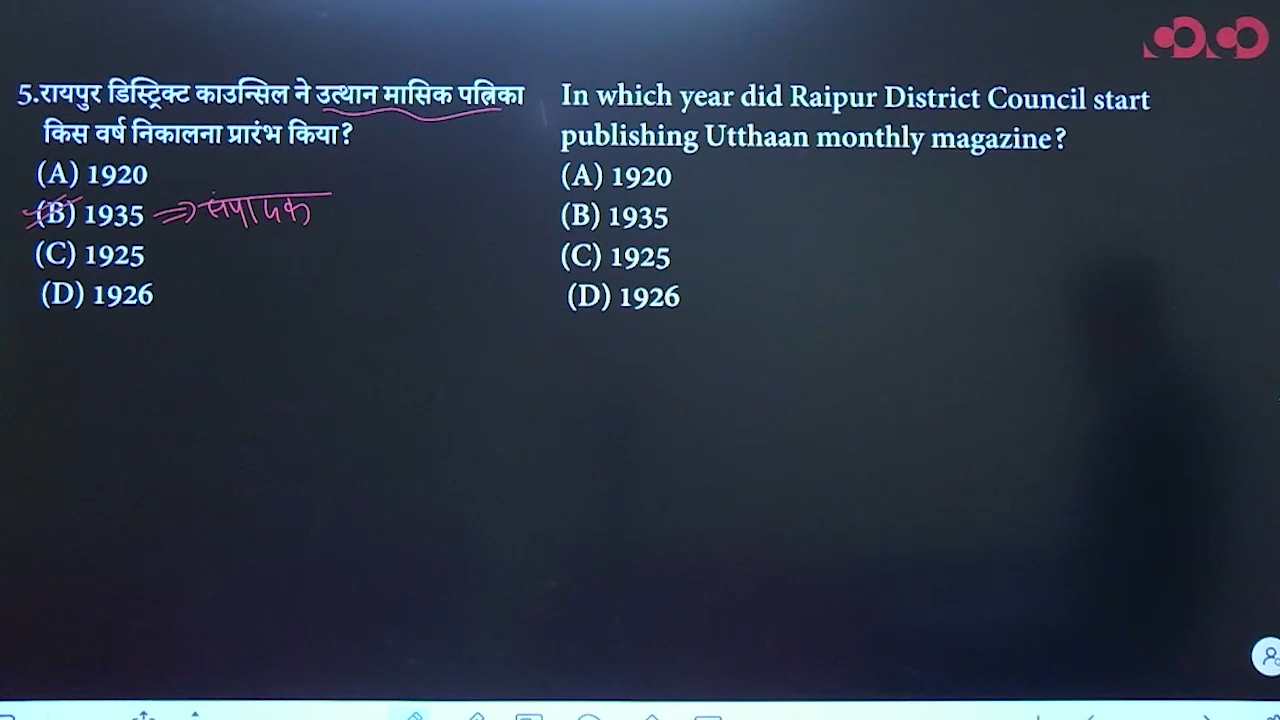 5.रायपुर डिस्ट्रिक्ट काउन्सिल ने उत्थान मासिक पत्रिका
किस वर्ष निकालना प्रारंभ किया?
(A) 1920
(B) 1935 => संपादक
(C) 1925
(D) 1926
In which year did Raipur District Council start
publishing Utthaan monthly magazine?
(A) 1920
(B) 1935
(C) 1925
(D) 1926